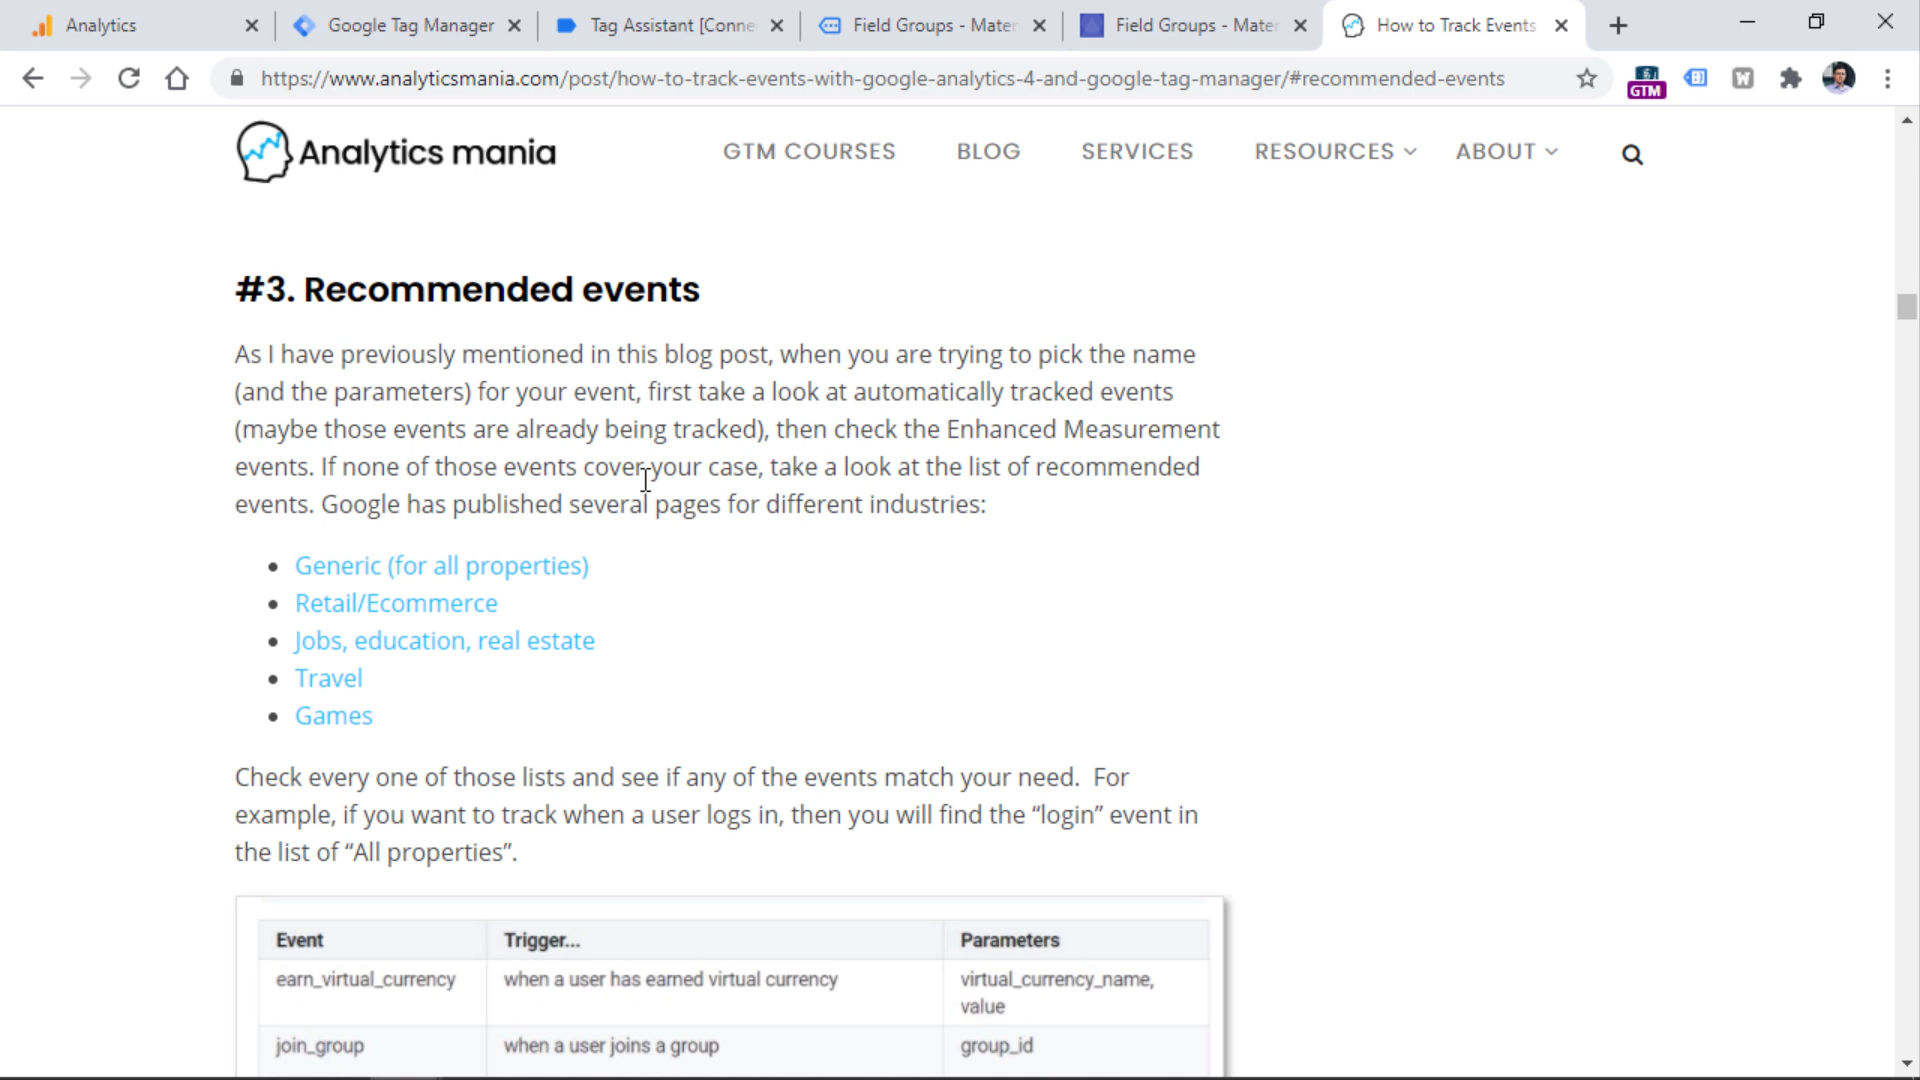 Analytics
Google Tag Manager
Tag Assistant [Conne
Field Groups - Mater
Field Groups - Mater
How to Track Events
https://www.analyticsmania.com/post/how-to-track-events-with-google-analytics-4-and-google-tag-manager/#recommended-events
GTM
W
Analytics mania
GTM COURSES
BLOG
SERVICES
RESOURCES
ABOUT
#3. Recommended events
As I have previously mentioned in this blog post, when you are trying to pick the name
(and the parameters) for your event, first take a look at automatically tracked events
(maybe those events are already being tracked), then check the Enhanced Measurement
events. If none of those events cover your case, take a look at the list of recommended
events. Google has published several pages for different industries:
Generic (for all properties)
Retail/Ecommerce
Jobs, education, real estate
Travel
Games
Check every one of those lists and see if any of the events match your need.  For
example, if you want to track when a user logs in, then you will find the “login” event in
the list of “All properties”.
Event Trigger... Parameters
earn_virtual_currency when a user has earned virtual currency virtual_currency_name,
value
join_group when a user joins a group group_id